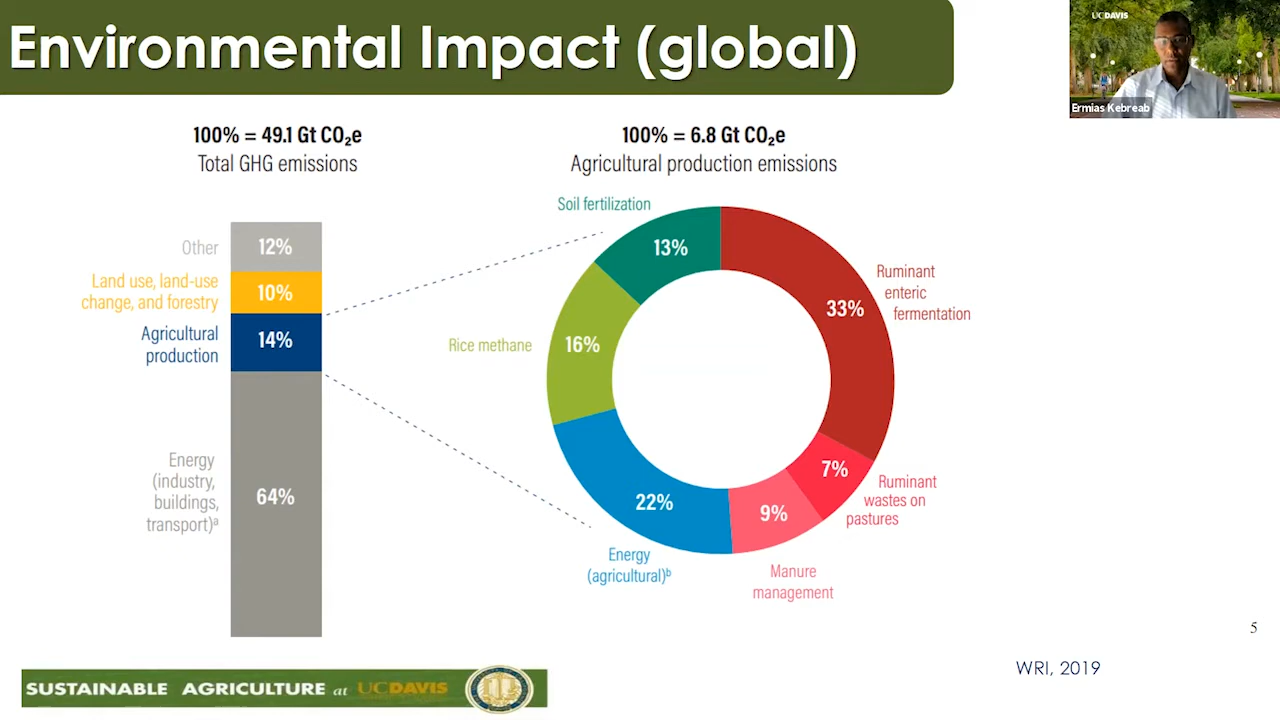 Environmental Impact (global)
UCDAVIS
Ermias Kebreab
100% = 49.1 Gt CO₂e
Total GHG emissions
Other
12%
Land use, land-use
change, and forestry
10%
Agricultural
production
14%
Energy
(industry,
buildings,
transport)ᵃ
64%
100% = 6.8 Gt CO₂e
Agricultural production emissions
Soil fertilization
13%
Ruminant
enteric
fermentation
33%
Rice methane
16%
7%
Ruminant
wastes on
pastures
22%
9%
Energy
(agricultural)ᵇ
Manure
management
5
WRI, 2019
SUSTAINABLE AGRICULTURE at UCDAVIS